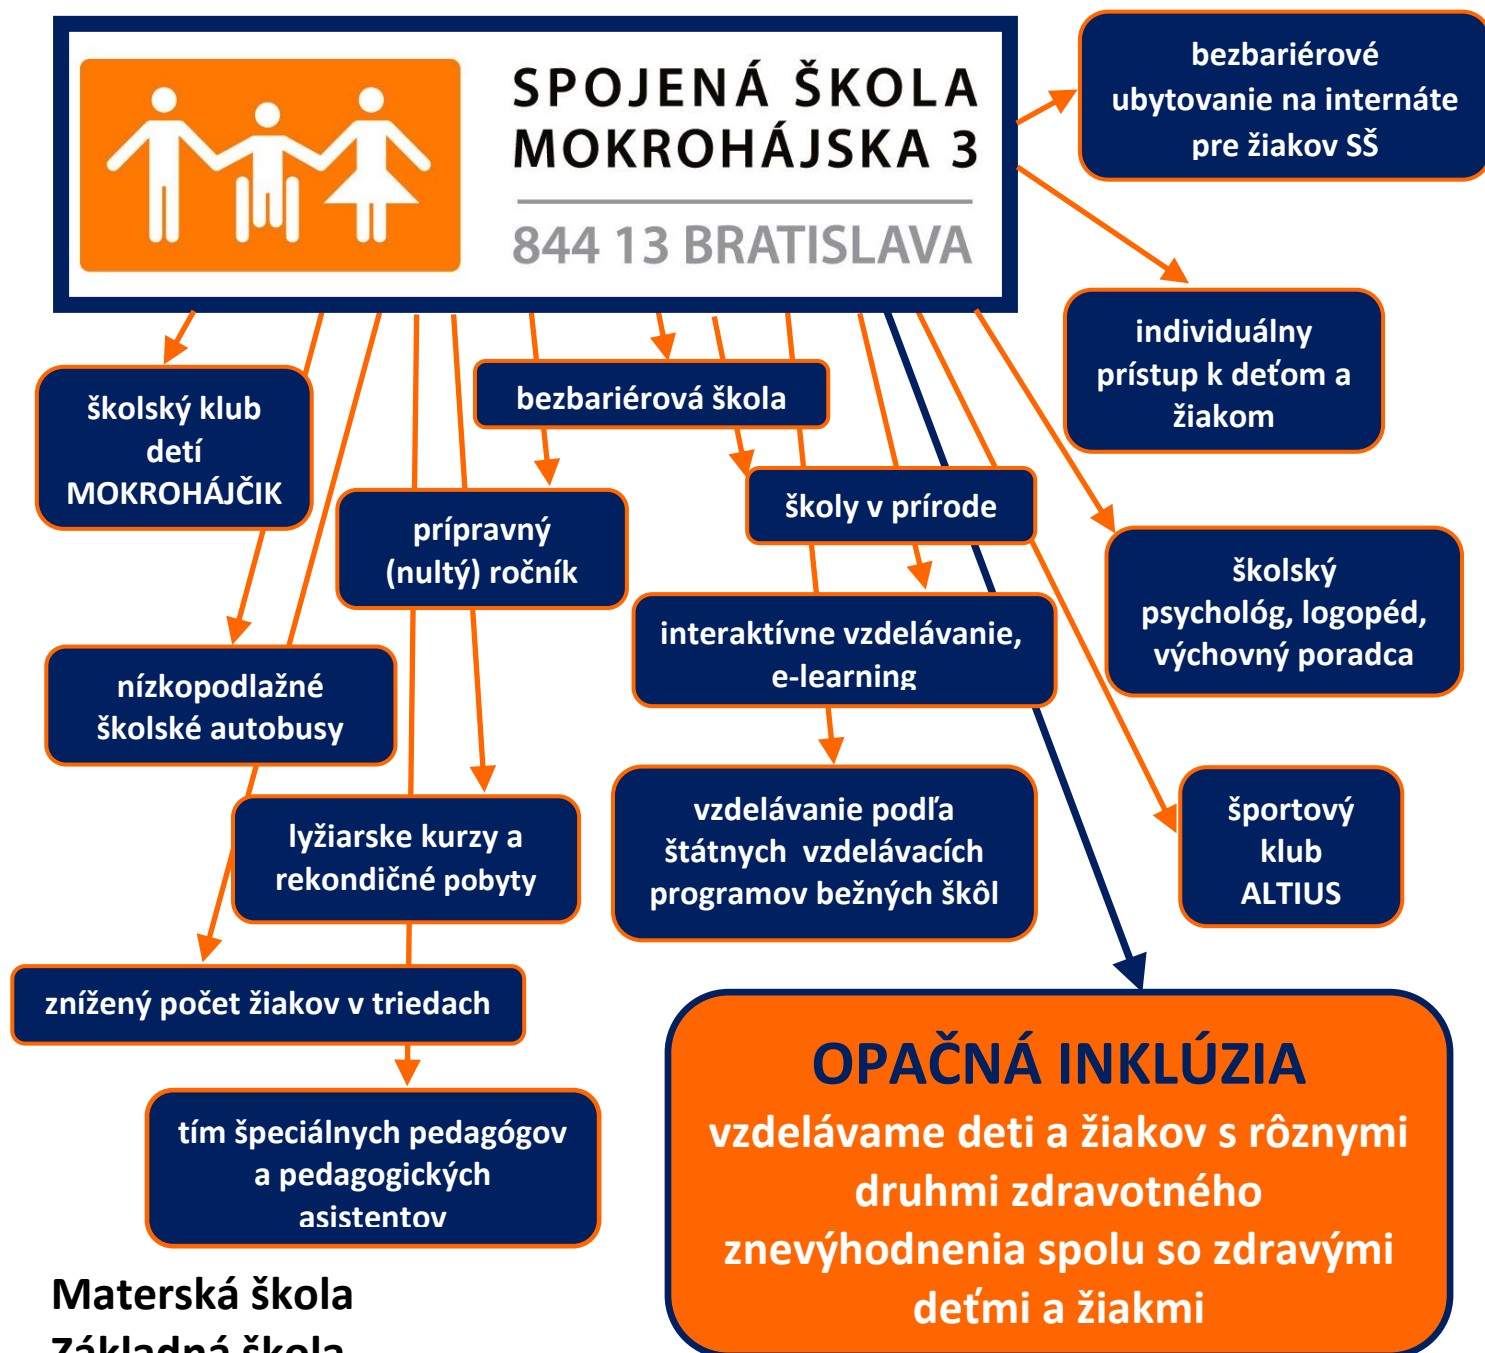 SPOJENÁ ŠKOLA
MOKROHÁJSKA 3
844 13 BRATISLAVA
bezbariérové
ubytovanie na internáte
pre žiakov SŠ
individuálny
prístup k deťom a
žiakom
školský klub
detí
MOKROHÁJČIK
bezbariérová škola
školy v prírode
prípravný
(nultý) ročník
školský
psychológ, logopéd,
výchovný poradca
interaktívne vzdelávanie,
e-learning
nízkopodlažné
školské autobusy
vzdelávanie podľa
štátnych vzdelávacích
programov bežných škôl
športový
klub
ALTIUS
lyžiarske kurzy a
rekondičné pobyty
znížený počet žiakov v triedach
tím špeciálnych pedagógov
a pedagogických
asistentov
OPAČNÁ INKLÚZIA
vzdelávame deti a žiakov s rôznymi
druhmi zdravotného
znevýhodnenia spolu so zdravými
deťmi a žiakmi
Materská škola
Základná škola